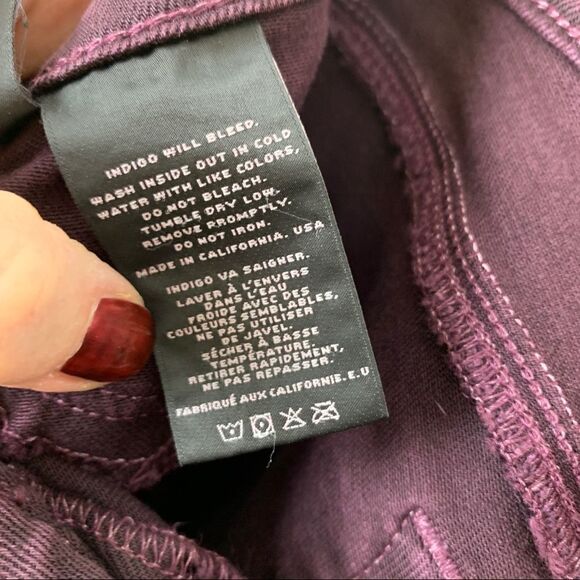 INDIGO WILL BLEED.
WASH INSIDE OUT IN COLD
WATER WITH LIKE COLORS,
DO NOT BLEACH.
TUMBLE DRY LOW.
REMOVE PROMPTLY.
DO NOT IRON.
MADE IN CALIFORNIA. USA
INDIGO VA SAIGNER.
LAVER À L'ENVERS
DANS L'EAU
FROIDE AVEC DES
COULEURS SEMBLABLES,
NE PAS UTILISER
DE JAVEL.
SÉCHER À BASSE
TEMPÉRATURE.
RETIRER RAPIDEMENT,
NE PAS REPASSER.
FABRIQUÉ AUX CALIFORNIE.E.U